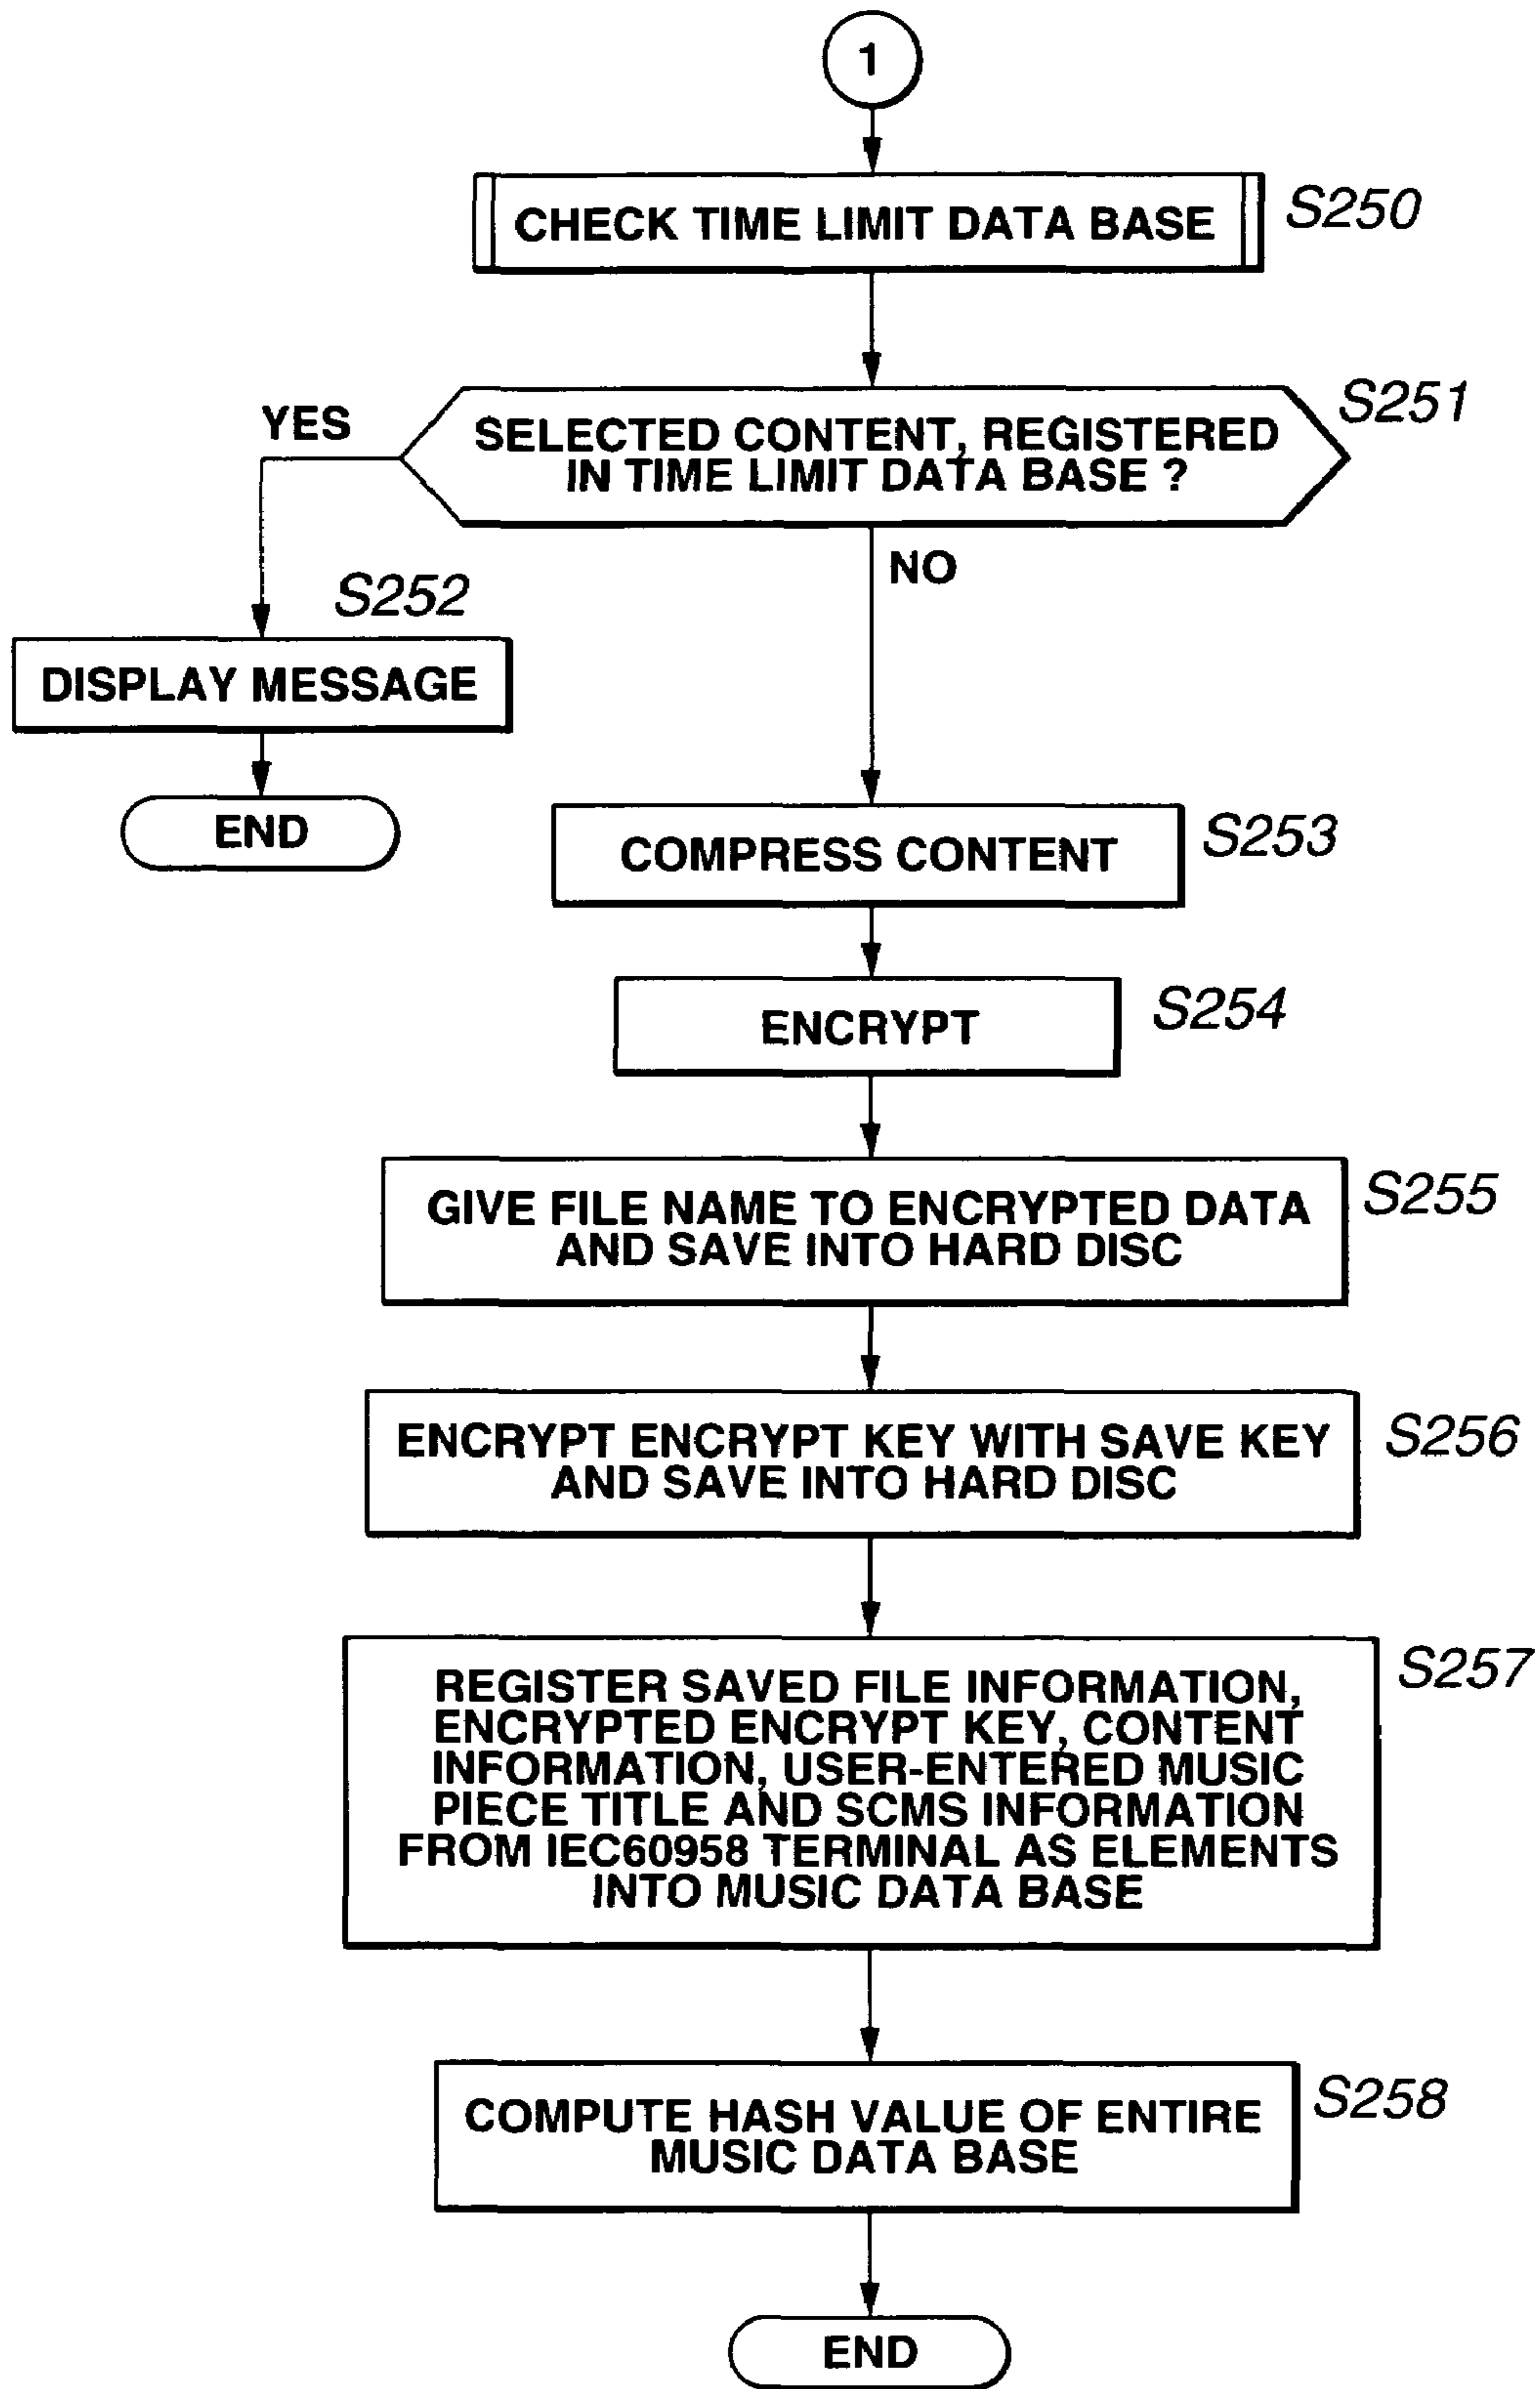 1
CHECK TIME LIMIT DATA BASE
S250
SELECTED CONTENT, REGISTERED
IN TIME LIMIT DATA BASE ?
S251
YES
NO
S252
DISPLAY MESSAGE
END
COMPRESS CONTENT
S253
ENCRYPT
S254
GIVE FILE NAME TO ENCRYPTED DATA
AND SAVE INTO HARD DISC
S255
ENCRYPT ENCRYPT KEY WITH SAVE KEY
AND SAVE INTO HARD DISC
S256
REGISTER SAVED FILE INFORMATION,
ENCRYPTED ENCRYPT KEY, CONTENT
INFORMATION, USER-ENTERED MUSIC
PIECE TITLE AND SCMS INFORMATION
FROM IEC60958 TERMINAL AS ELEMENTS
INTO MUSIC DATA BASE
S257
COMPUTE HASH VALUE OF ENTIRE
MUSIC DATA BASE
S258
END